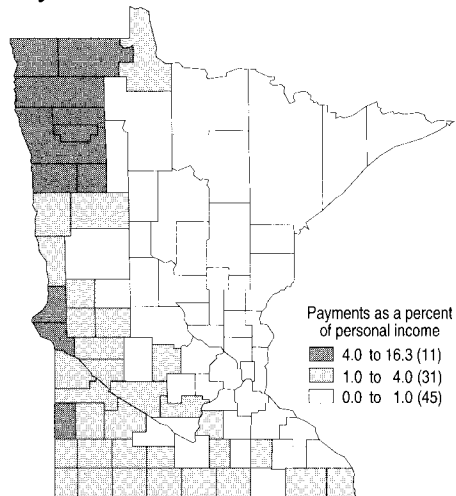 Payments as a percent
of personal income
4.0 to 16.3 (11)
1.0 to 4.0 (31)
0.0 to 1.0 (45)